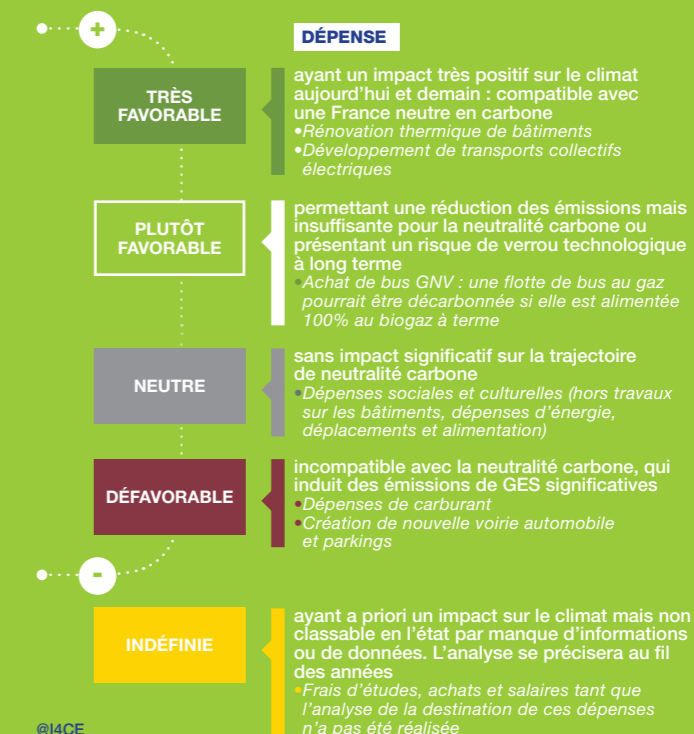 +
DÉPENSE
TRÈS
FAVORABLE
ayant un impact très positif sur le climat
aujourd'hui et demain : compatible avec
une France neutre en carbone
•Rénovation thermique de bâtiments
•Développement de transports collectifs
électriques
PLUTÔT
FAVORABLE
permettant une réduction des émissions mais
insuffisante pour la neutralité carbone ou
présentant un risque de verrou technologique
à long terme
•Achat de bus GNV : une flotte de bus au gaz
pourrait être décarbonnée si elle est alimentée
100% au biogaz à terme
NEUTRE
sans impact significatif sur la trajectoire
de neutralité carbone
•Dépenses sociales et culturelles (hors travaux
sur les bâtiments, dépenses d'énergie,
déplacements et alimentation)
DÉFAVORABLE
incompatible avec la neutralité carbone, qui
induit des émissions de GES significatives
•Dépenses de carburant
•Création de nouvelle voirie automobile
et parkings
-
INDÉFINIE
ayant a priori un impact sur le climat mais non
classable en l'état par manque d'informations
ou de données. L'analyse se précisera au fil
des années
•Frais d'études, achats et salaires tant que
l'analyse de la destination de ces dépenses
n'a pas été réalisée
@I4CE